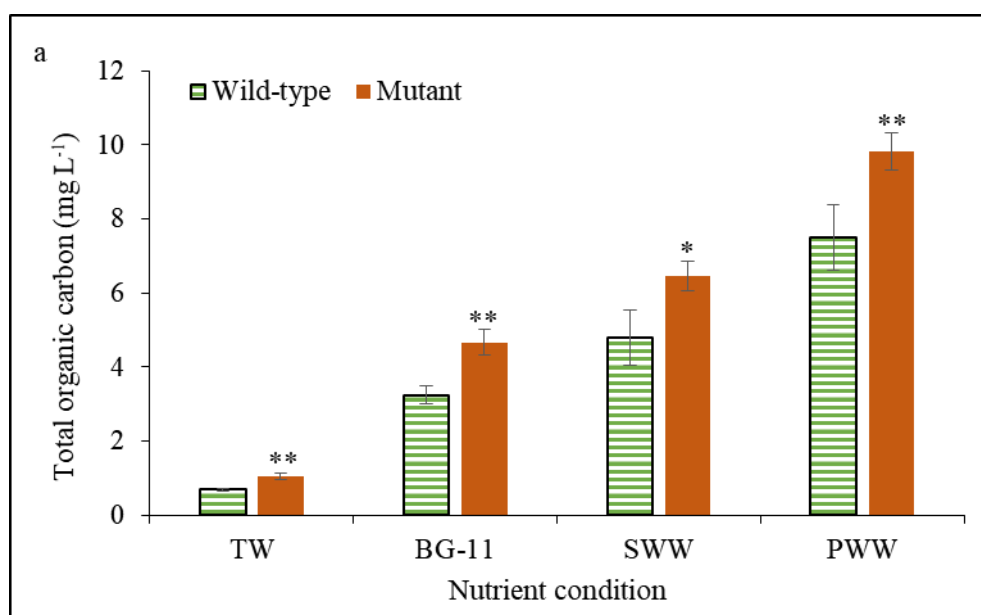 a
Total organic carbon (mg L-1)
12
10
8
6
4
2
0
Wild-type Mutant
** ** * **
TW BG-11 SWW PWW
Nutrient condition